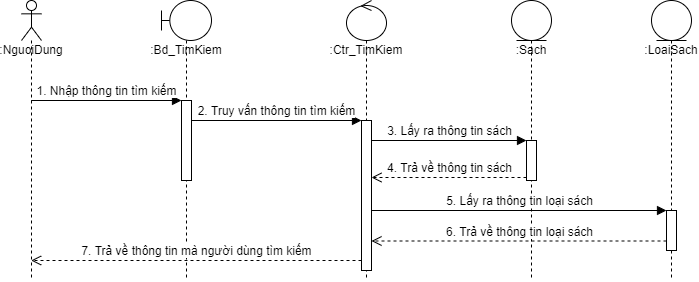 :NguoiDung
:Bd_TimKiem
:Ctr_TimKiem
:Sach
:LoaiSach
1. Nhập thông tin tìm kiếm
2. Truy vấn thông tin tìm kiếm
3. Lấy ra thông tin sách
4. Trả về thông tin sách
5. Lấy ra thông tin loại sách
6. Trả về thông tin loại sách
7. Trả về thông tin mà người dùng tìm kiếm